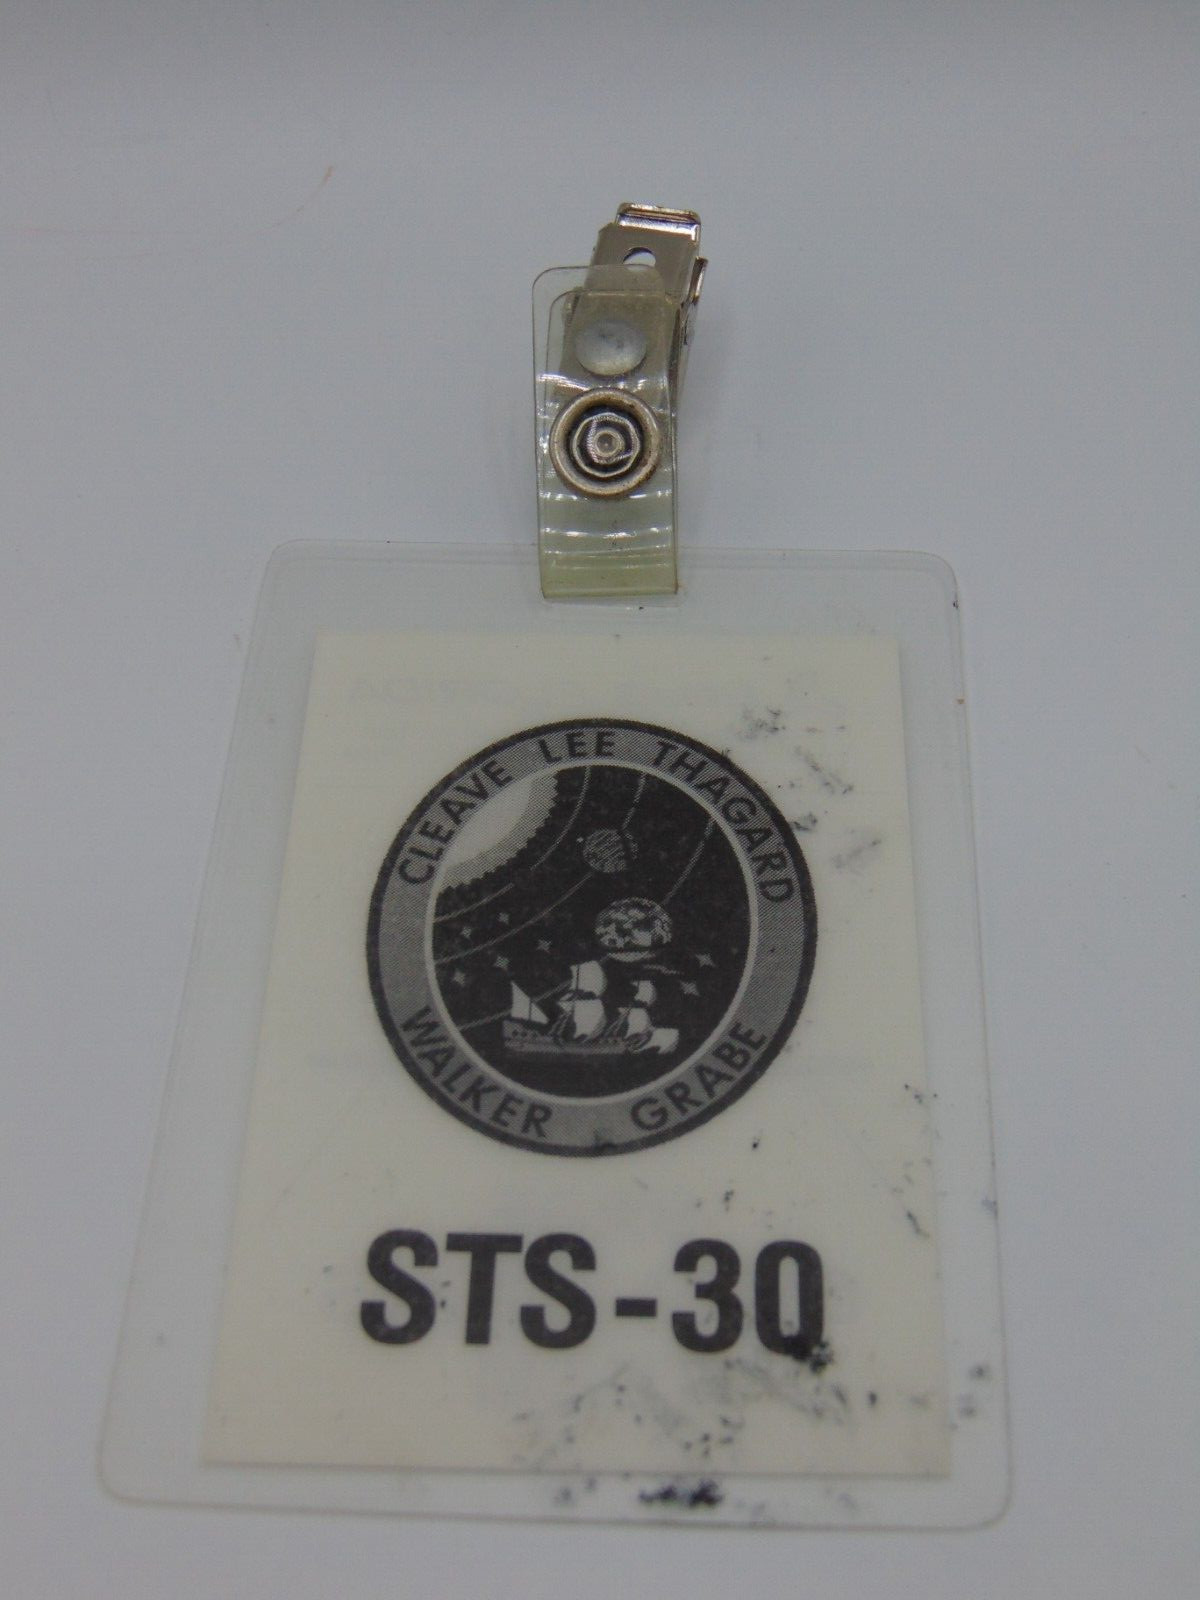 CLEAVE LEE THAGARD
WALKER GRABE
STS-30